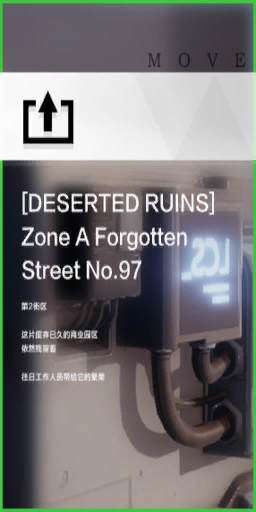 MOVE
[DESERTED RUINS]
Zone A Forgotten
Street No.97
LCS
第2街区
这片废弃已久的商业园区
依然残留着
往日工作人员带给它的繁荣